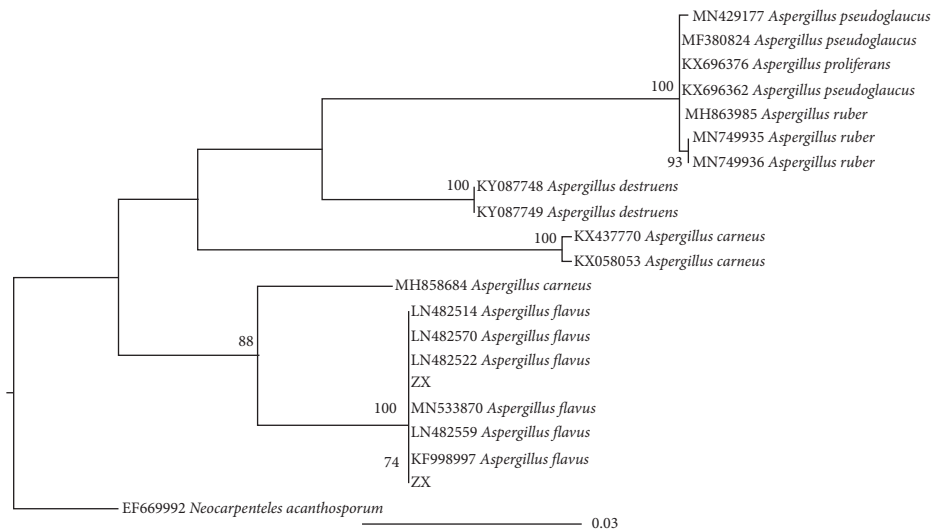 MN429177 Aspergillus pseudoglaucus
MF380824 Aspergillus pseudoglaucus
KX696376 Aspergillus proliferans
100
KX696362 Aspergillus pseudoglaucus
MH863985 Aspergillus ruber
MN749935 Aspergillus ruber
93
MN749936 Aspergillus ruber
100
KY087748 Aspergillus destruens
KY087749 Aspergillus destruens
100
KX437770 Aspergillus carneus
KX058053 Aspergillus carneus
MH858684 Aspergillus carneus
LN482514 Aspergillus flavus
88
LN482570 Aspergillus flavus
LN482522 Aspergillus flavus
ZX
100
MN533870 Aspergillus flavus
LN482559 Aspergillus flavus
74
KF998997 Aspergillus flavus
ZX
EF669992 Neocarpenteles acanthosporum
0.03